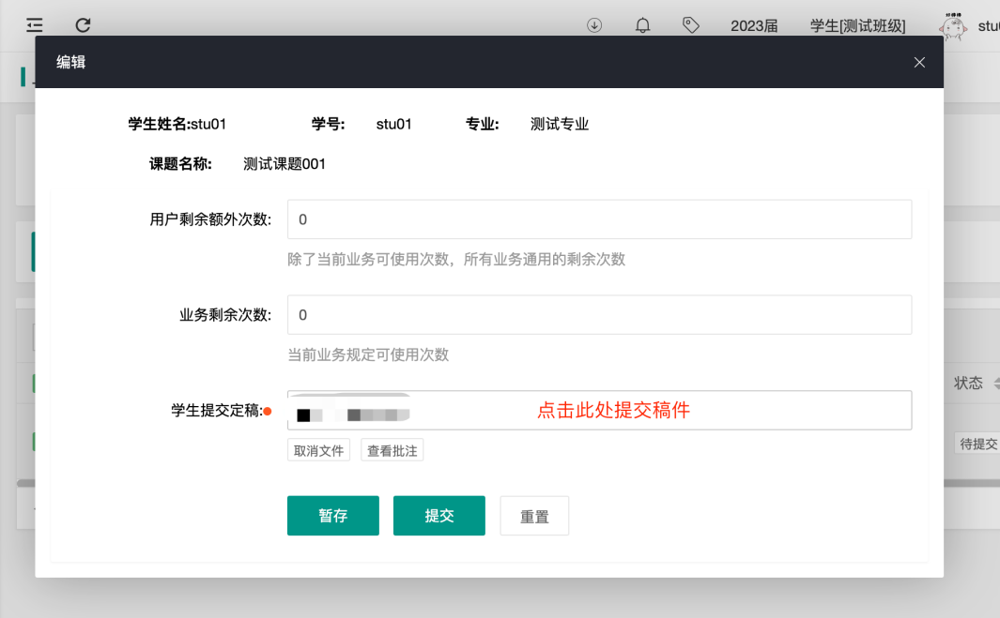 2023届 学生[测试班级] stu
编辑
学生姓名:stu01 学号: stu01 专业: 测试专业
课题名称: 测试课题001
用户剩余额外次数: 0
除了当前业务可使用次数，所有业务通用的剩余次数
业务剩余次数: 0
当前业务规定可使用次数
状态
学生提交定稿: 点击此处提交稿件
取消文件 查看批注
待提交
暂存 提交 重置